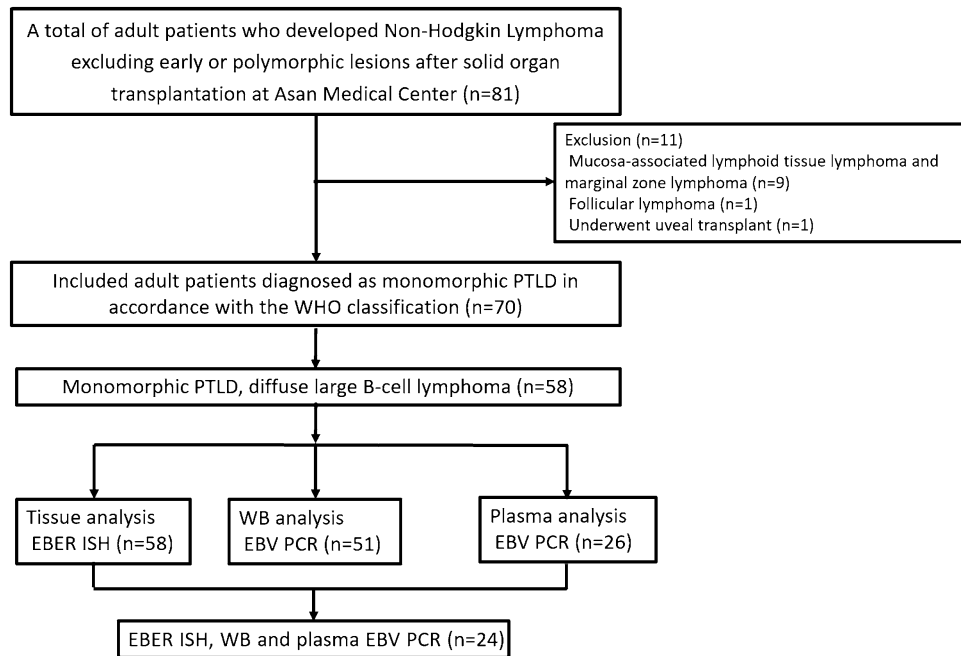 A total of adult patients who developed Non-Hodgkin Lymphoma
excluding early or polymorphic lesions after solid organ
transplantation at Asan Medical Center (n=81)
Exclusion (n=11)
Mucosa-associated lymphoid tissue lymphoma and
marginal zone lymphoma (n=9)
Follicular lymphoma (n=1)
Underwent uveal transplant (n=1)
Included adult patients diagnosed as monomorphic PTLD in
accordance with the WHO classification (n=70)
Monomorphic PTLD, diffuse large B-cell lymphoma (n=58)
Tissue analysis
EBER ISH (n=58)
WB analysis
EBV PCR (n=51)
Plasma analysis
EBV PCR (n=26)
EBER ISH, WB and plasma EBV PCR (n=24)